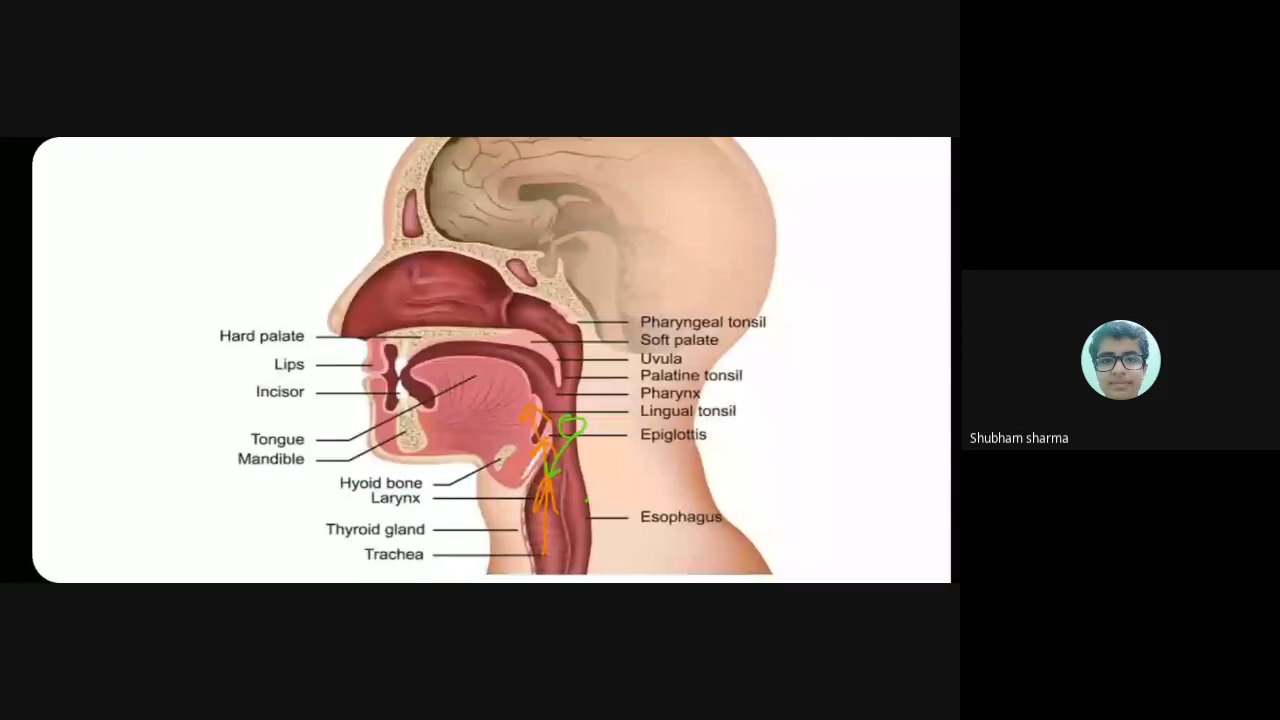 Hard palate
Lips
Incisor
Tongue
Mandible
Hyoid bone
Larynx
Thyroid gland
Trachea
Pharyngeal tonsil
Soft palate
Uvula
Palatine tonsil
Pharynx
Lingual tonsil
Epiglottis
Esophagus
Shubham sharma